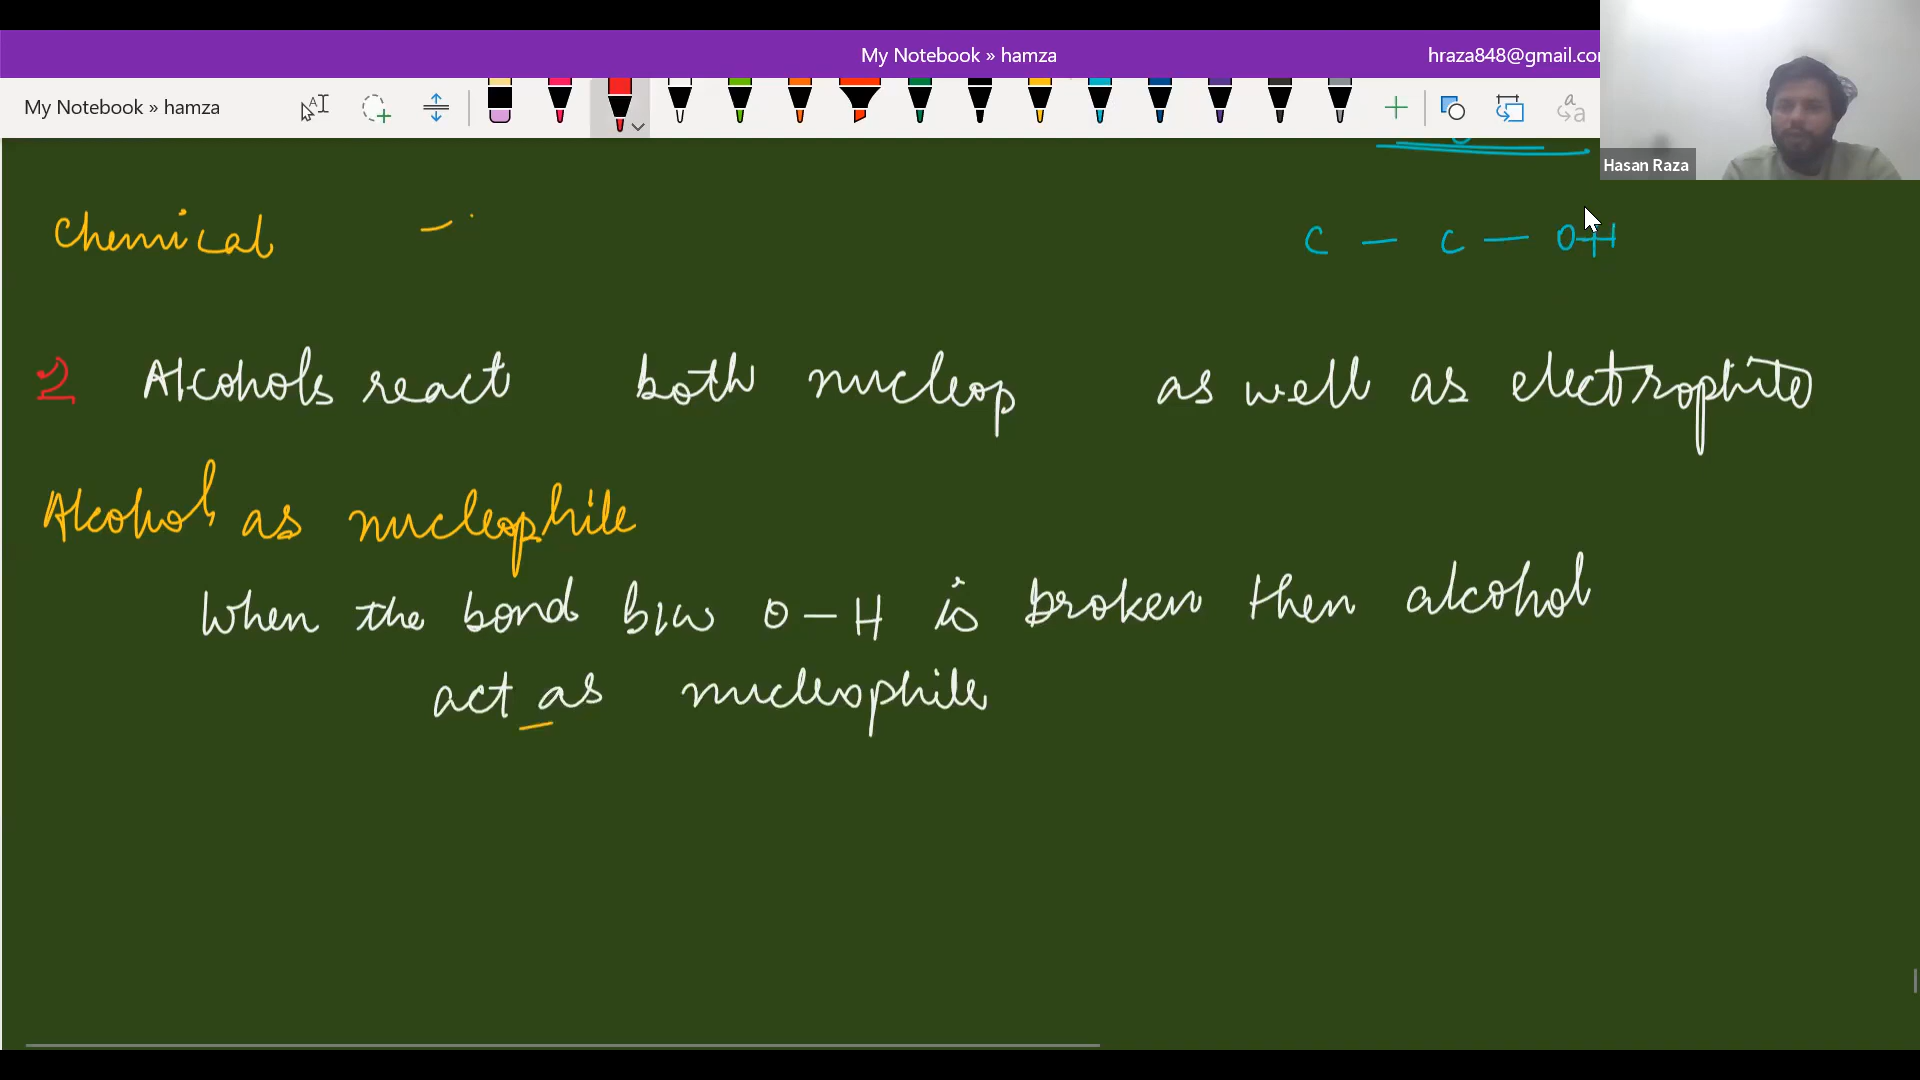 My Notebook » hamza
hraza848@gmail.co
My Notebook » hamza
Hasan Raza
Chemical
C – C – O-H
2 Alcohols react both nucleop as well as electrophile
Alcohol as nucleophile
When the bond b/w O – H is broken then alcohol
act as nucleophile